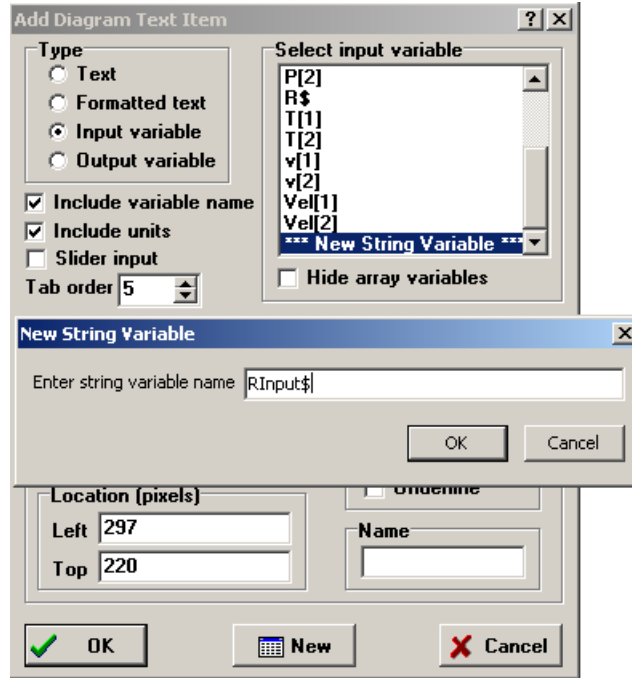 Add Diagram Text Item
Type
Text
Formatted text
Input variable
Output variable
Include variable name
Include units
Slider input
Tab order 5
Select input variable
P[2]
R$
T[1]
T[2]
v[1]
v[2]
Vel[1]
Vel[2]
*** New String Variable ***
Hide array variables
New String Variable
Enter string variable name RInput$
OK Cancel
Location (pixels)
Left 297
Top 220
Underline
Name
OK New Cancel